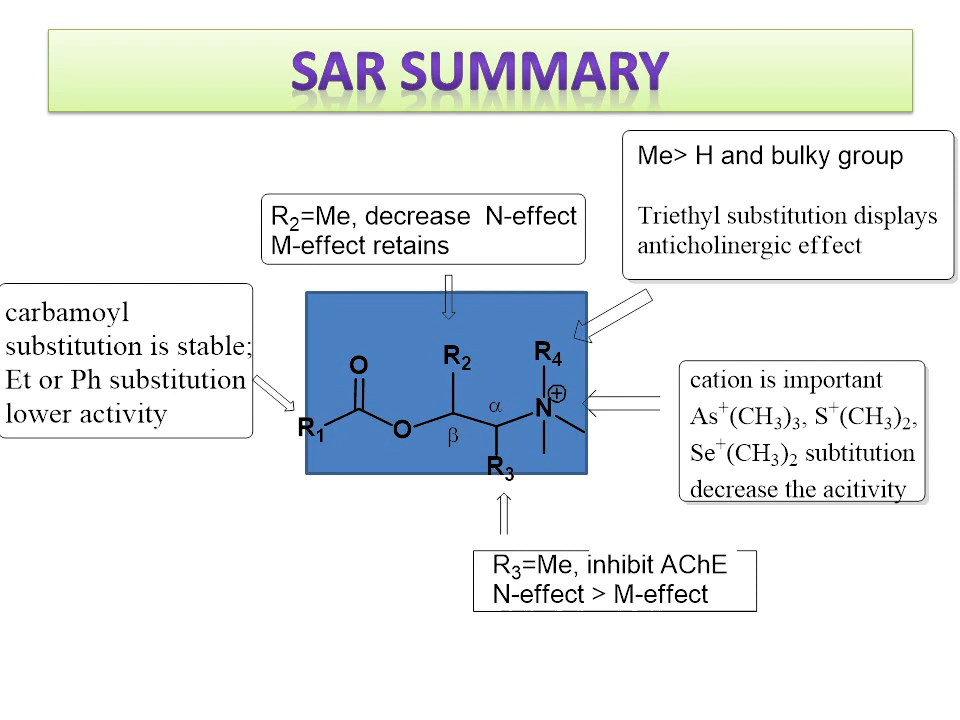 SAR SUMMARY
Me> H and bulky group
Triethyl substitution displays
anticholinergic effect
R2=Me, decrease N-effect
M-effect retains
carbamoyl
substitution is stable;
Et or Ph substitution
lower activity
R1
O
O
R2
β
α
R3
R4
N
+
cation is important
As+(CH3)3, S+(CH3)2,
Se+(CH3)2 subtitution
decrease the acitivity
R3=Me, inhibit AChE
N-effect > M-effect